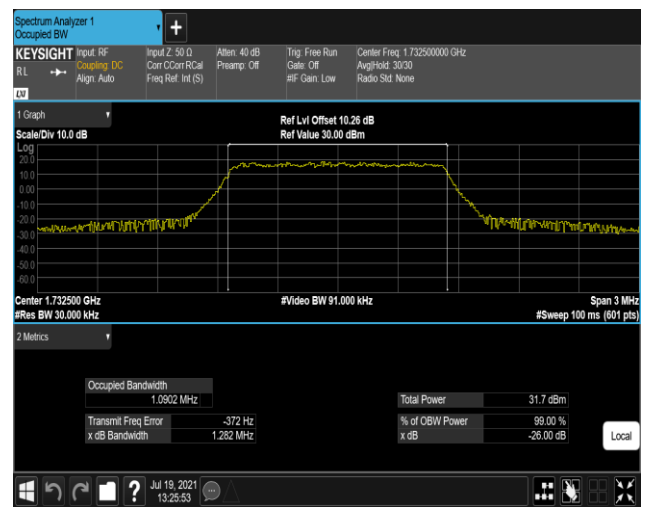 Spectrum Analyzer 1
Occupied BW
+
KEYSIGHT
RL
LXI
Input: RF
Coupling: DC
Align: Auto
Input Z: 50 Ω
Corr CCorr RCal
Freq Ref: Int (S)
Atten: 40 dB
Preamp: Off
Trig: Free Run
Gate: Off
#IF Gain: Low
Center Freq: 1.732500000 GHz
Avg|Hold: 30/30
Radio Std: None
1 Graph
Scale/Div 10.0 dB
Ref Lvl Offset 10.26 dB
Ref Value 30.00 dBm
Log
20.0
10.0
0.00
-10.0
-20.0
-30.0
-40.0
-50.0
-60.0
Center 1.732500 GHz
#Res BW 30.000 kHz
#Video BW 91.000 kHz
Span 3 MHz
#Sweep 100 ms (601 pts)
2 Metrics
Occupied Bandwidth
1.0902 MHz
Total Power 31.7 dBm
Transmit Freq Error -372 Hz
% of OBW Power 99.00 %
x dB Bandwidth 1.282 MHz
x dB -26.00 dB
Local
?
Jul 19, 2021
13:25:53